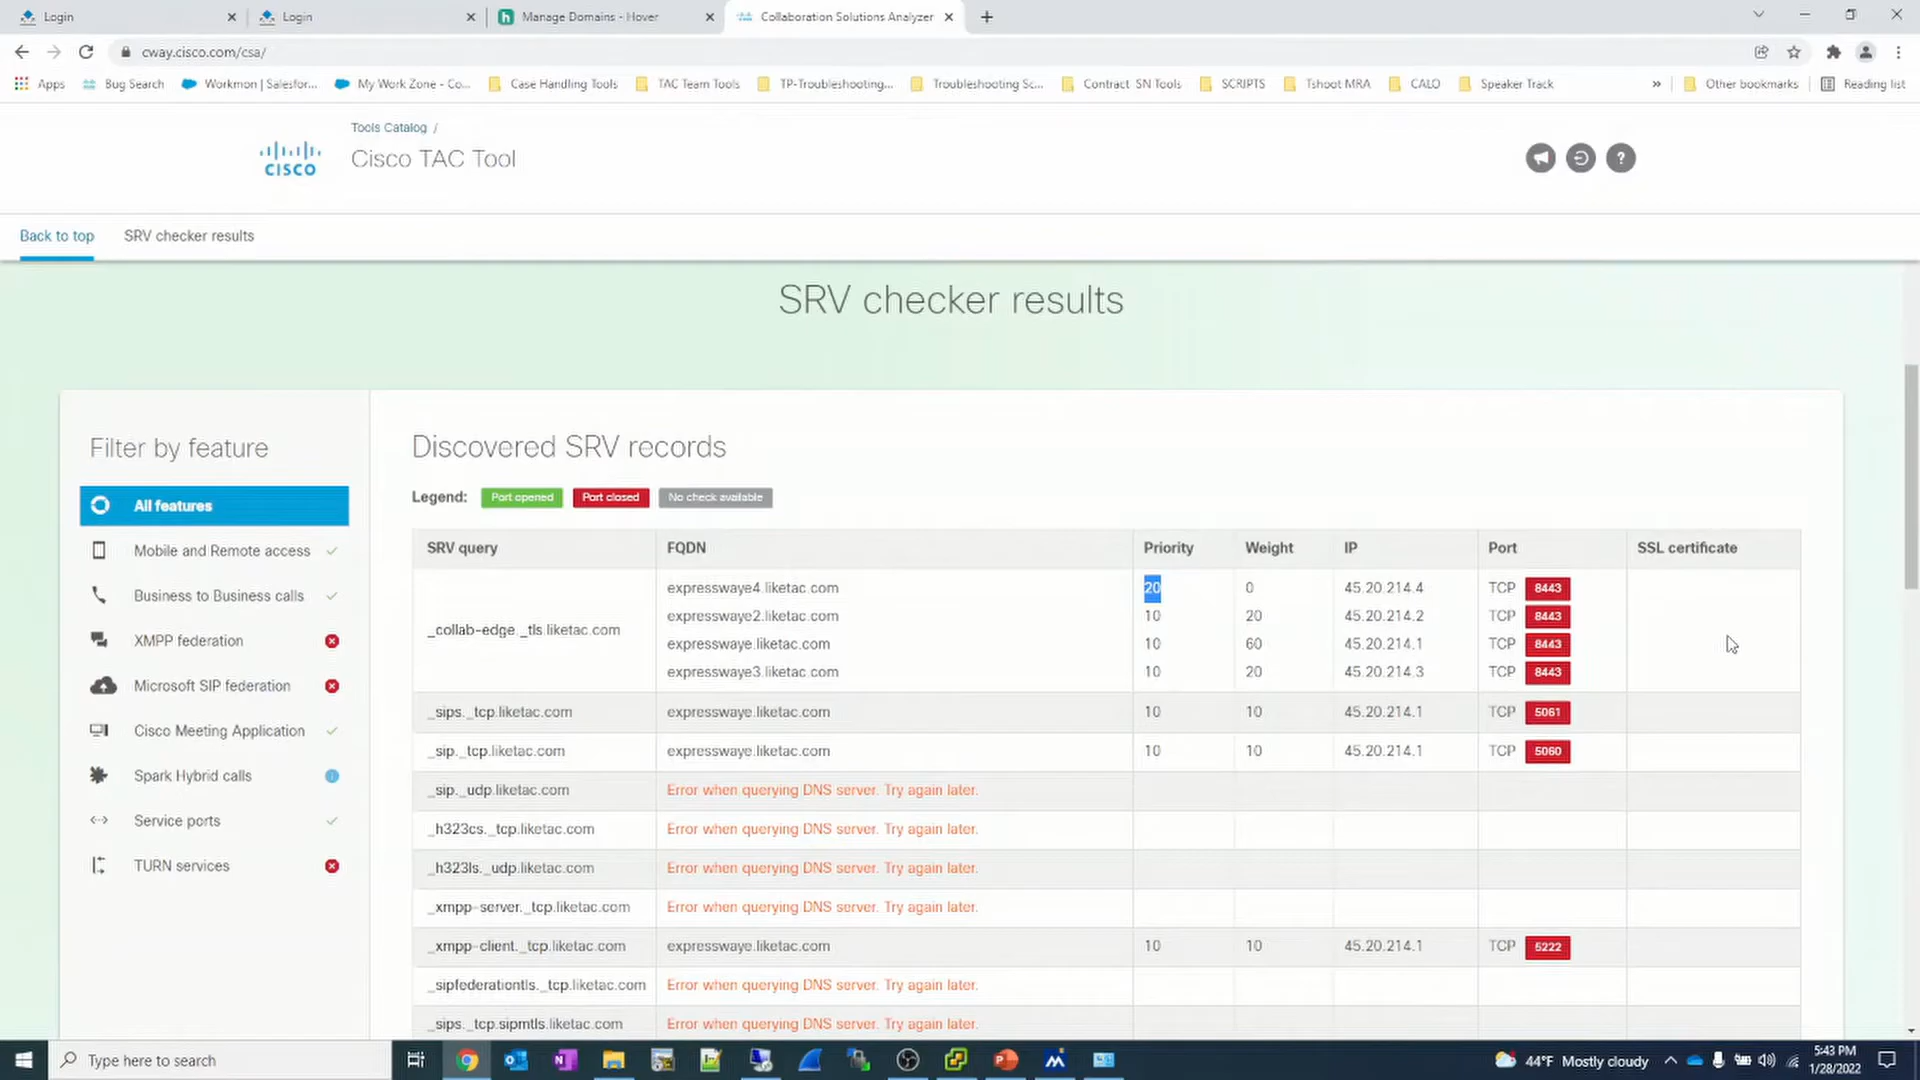 Login
Login
Manage Domains - Hover
Collaboration Solutions Analyzer
cway.cisco.com/csa/
Apps
Bug Search
Workmon | Salesfor...
My Work Zone - Co...
Case Handling Tools
TAC Team Tools
TP-Troubleshooting...
Troubleshooting Sc...
Contract SN Tools
SCRIPTS
Tshoot MRA
CALO
Speaker Track
»
Other bookmarks
Reading list
CISCO
Tools Catalog /
Cisco TAC Tool
?
Back to top
SRV checker results
SRV checker results
Filter by feature
All features
Mobile and Remote access
Business to Business calls
XMPP federation
Microsoft SIP federation
Cisco Meeting Application
Spark Hybrid calls
Service ports
TURN services
Discovered SRV records
Legend: Port opened Port closed No check available
SRV query FQDN Priority Weight IP Port SSL certificate
_collab-edge._tls.liketac.com
expresswaye4.liketac.com 20 0 45.20.214.4 TCP 8443
expresswaye2.liketac.com 10 20 45.20.214.2 TCP 8443
expresswaye.liketac.com 10 60 45.20.214.1 TCP 8443
expresswaye3.liketac.com 10 20 45.20.214.3 TCP 8443
_sips._tcp.liketac.com expresswaye.liketac.com 10 10 45.20.214.1 TCP 5061
_sip._tcp.liketac.com expresswaye.liketac.com 10 10 45.20.214.1 TCP 5060
_sip._udp.liketac.com Error when querying DNS server. Try again later.
_h323cs._tcp.liketac.com Error when querying DNS server. Try again later.
_h323ls._udp.liketac.com Error when querying DNS server. Try again later.
_xmpp-server._tcp.liketac.com Error when querying DNS server. Try again later.
_xmpp-client._tcp.liketac.com expresswaye.liketac.com 10 10 45.20.214.1 TCP 5222
_sipfederationtls._tcp.liketac.com Error when querying DNS server. Try again later.
_sips._tcp.sipmtls.liketac.com Error when querying DNS server. Try again later.
Type here to search
44°F Mostly cloudy
5:43 PM
1/28/2022